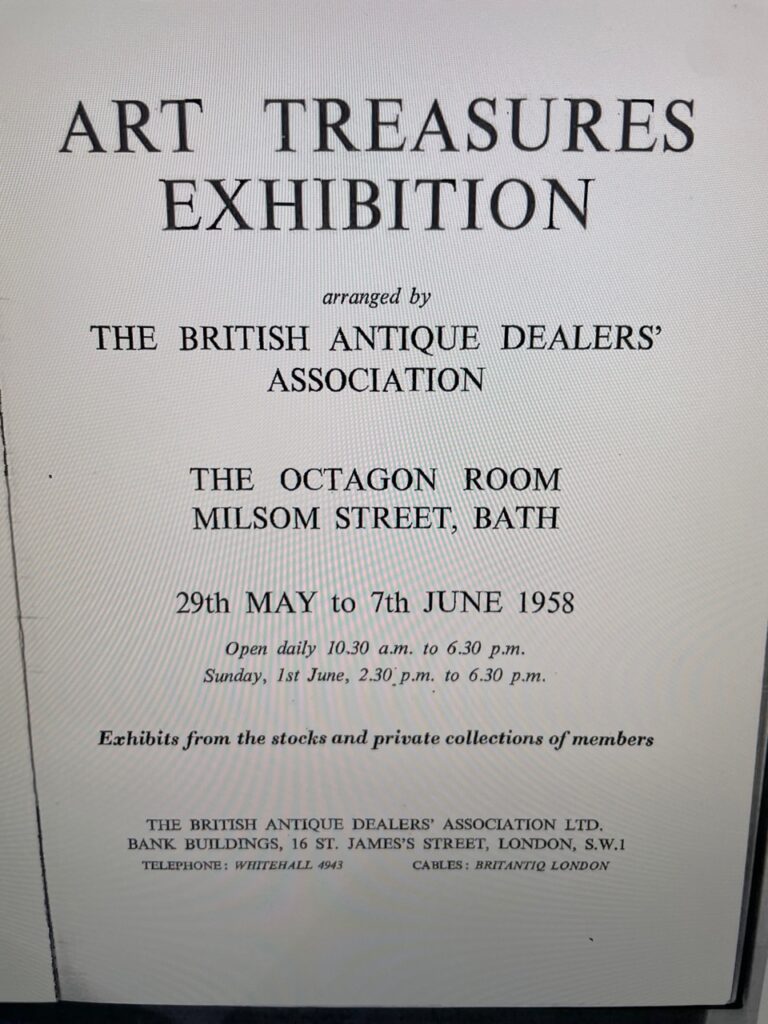 ART TREASURES
EXHIBITION
arranged by
THE BRITISH ANTIQUE DEALERS'
ASSOCIATION
THE OCTAGON ROOM
MILSOM STREET, BATH
29th MAY to 7th JUNE 1958
Open daily 10.30 a.m. to 6.30 p.m.
Sunday, 1st June, 2.30 p.m. to 6.30 p.m.
Exhibits from the stocks and private collections of members
THE BRITISH ANTIQUE DEALERS' ASSOCIATION LTD.
BANK BUILDINGS, 16 ST. JAMES'S STREET, LONDON, S.W.1
TELEPHONE: WHITEHALL 4943 CABLES: BRITANTIQ LONDON